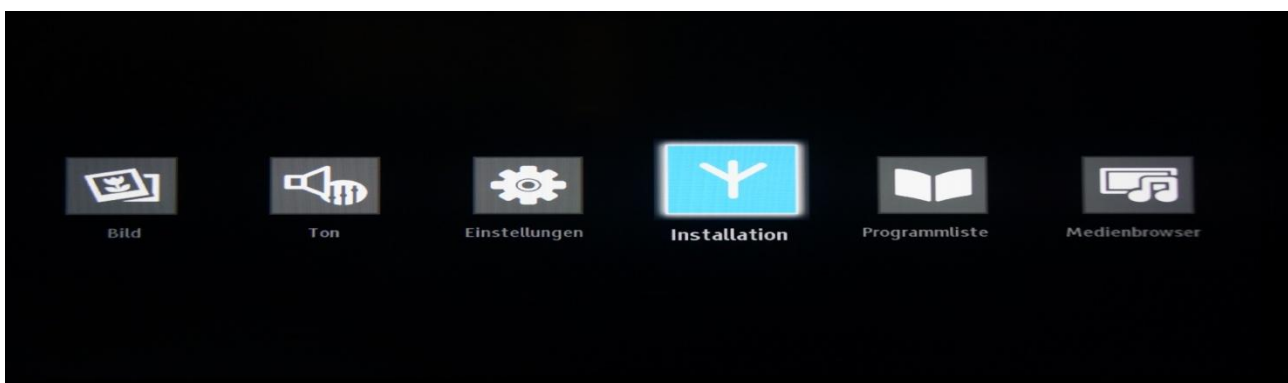 Bild
Ton
Einstellungen
Installation
Programmliste
Medienbrowser